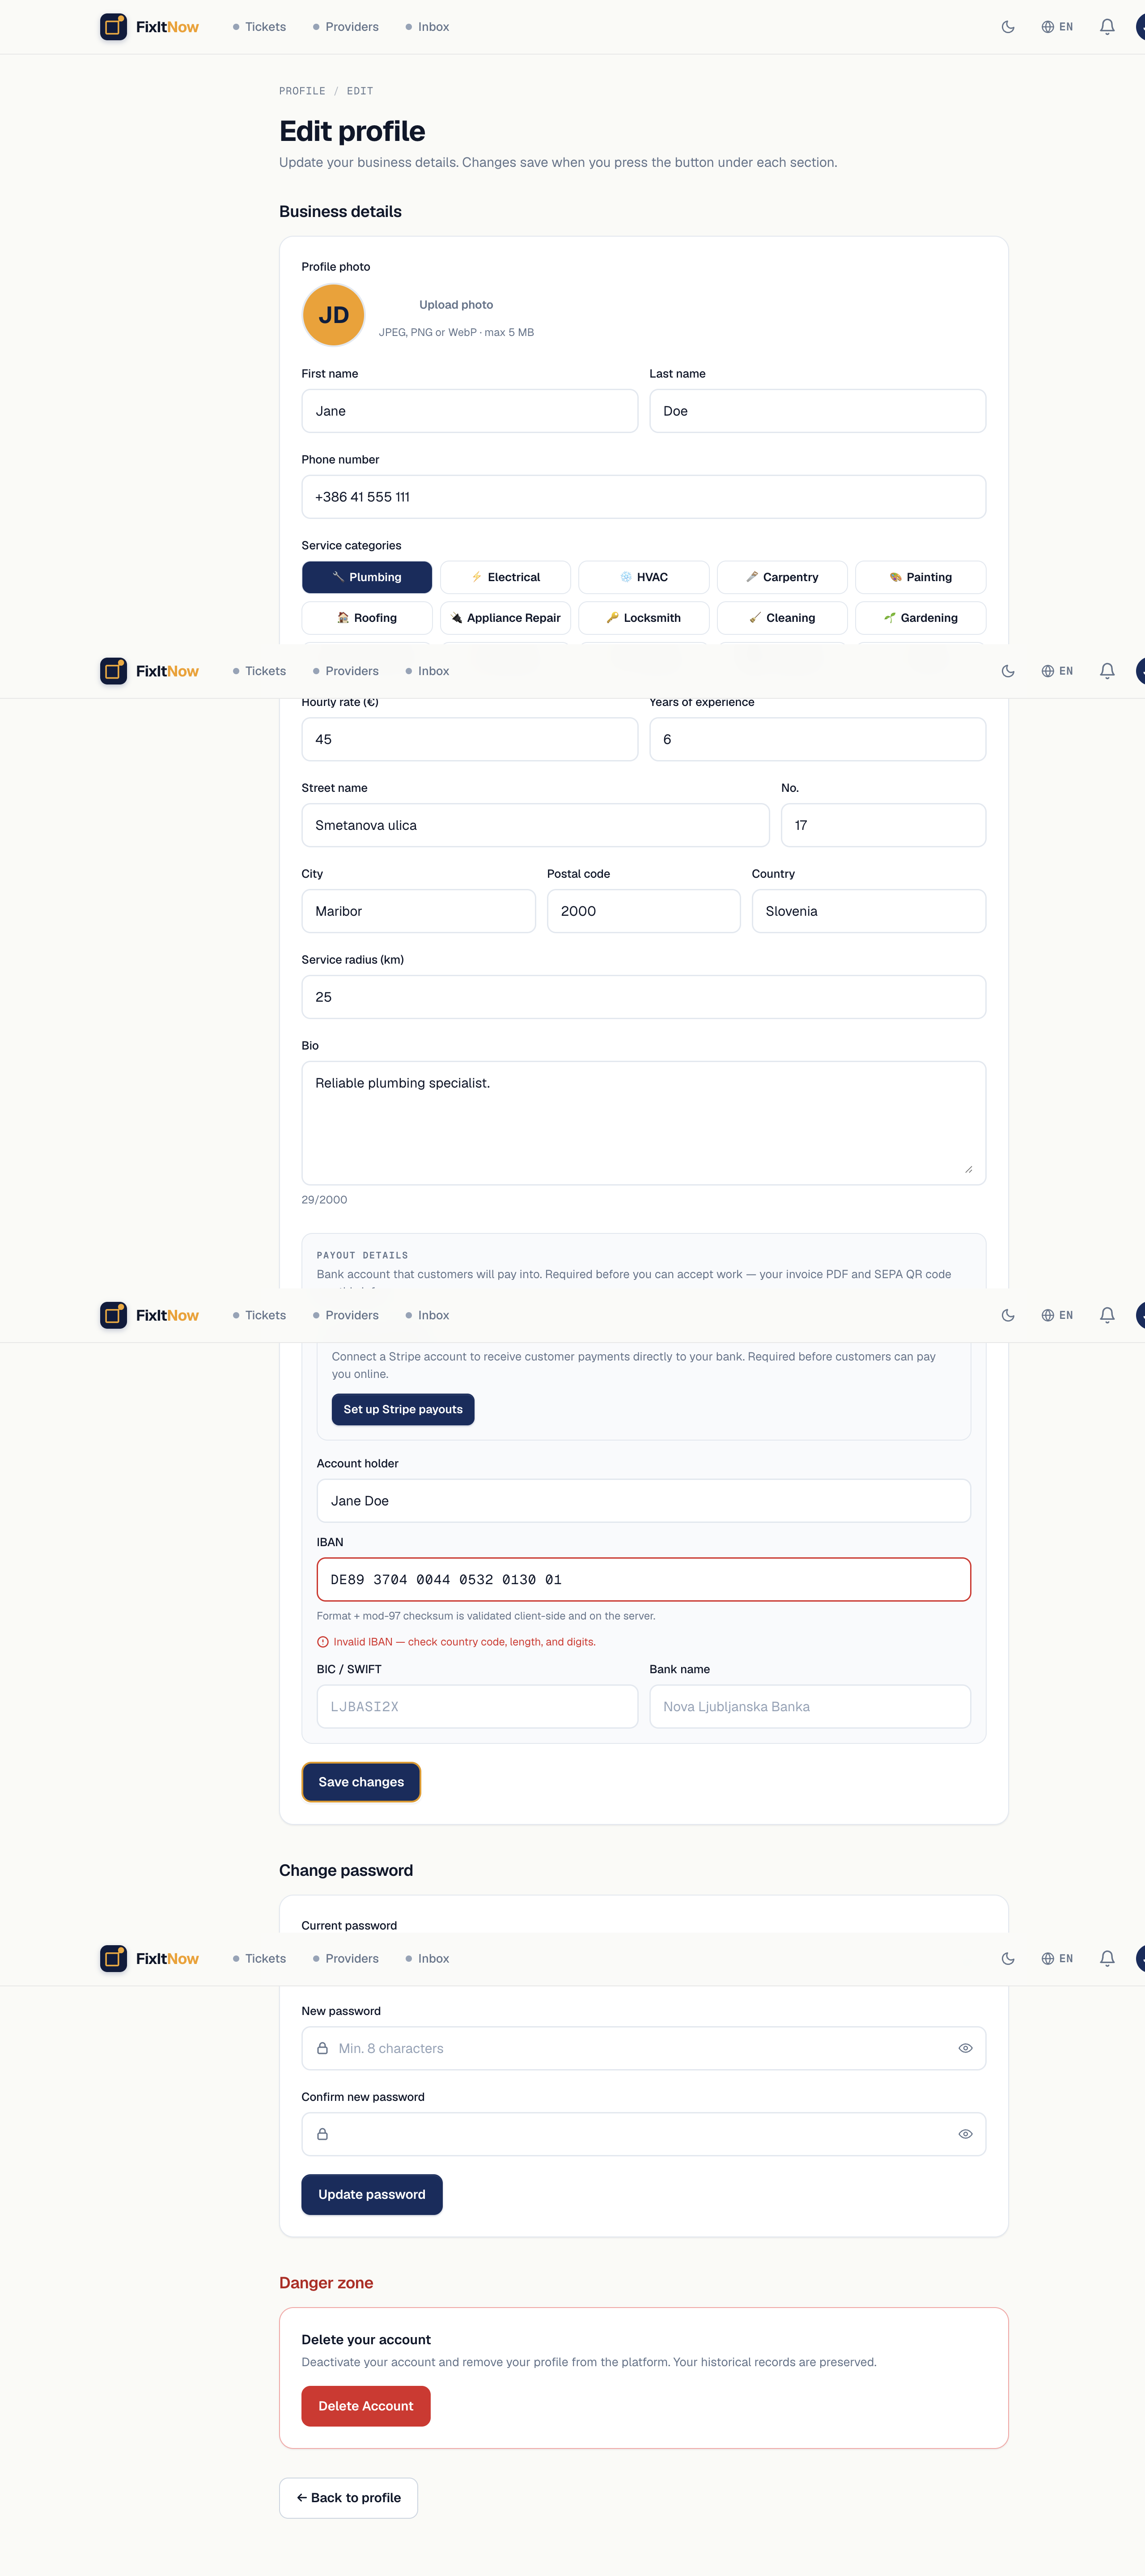 FixItNow
Tickets
Providers
Inbox
EN
PROFILE / EDIT
Edit profile
Update your business details. Changes save when you press the button under each section.
Business details
Profile photo
JD
Upload photo
JPEG, PNG or WebP · max 5 MB
First name
Last name
Jane
Doe
Phone number
+386 41 555 111
Service categories
Plumbing
Electrical
HVAC
Carpentry
Painting
Roofing
Appliance Repair
Locksmith
Cleaning
Gardening
FixItNow
Tickets
Providers
Inbox
EN
Hourly rate (€)
Years of experience
45
6
Street name
No.
Smetanova ulica
17
City
Postal code
Country
Maribor
2000
Slovenia
Service radius (km)
25
Bio
Reliable plumbing specialist.
29/2000
PAYOUT DETAILS
Bank account that customers will pay into. Required before you can accept work — your invoice PDF and SEPA QR code
FixItNow
Tickets
Providers
Inbox
EN
Connect a Stripe account to receive customer payments directly to your bank. Required before customers can pay
you online.
Set up Stripe payouts
Account holder
Jane Doe
IBAN
DE89 3704 0044 0532 0130 01
Format + mod-97 checksum is validated client-side and on the server.
Invalid IBAN — check country code, length, and digits.
BIC / SWIFT
Bank name
LJBASI2X
Nova Ljubljanska Banka
Save changes
Change password
Current password
FixItNow
Tickets
Providers
Inbox
EN
New password
Min. 8 characters
Confirm new password
Update password
Danger zone
Delete your account
Deactivate your account and remove your profile from the platform. Your historical records are preserved.
Delete Account
← Back to profile